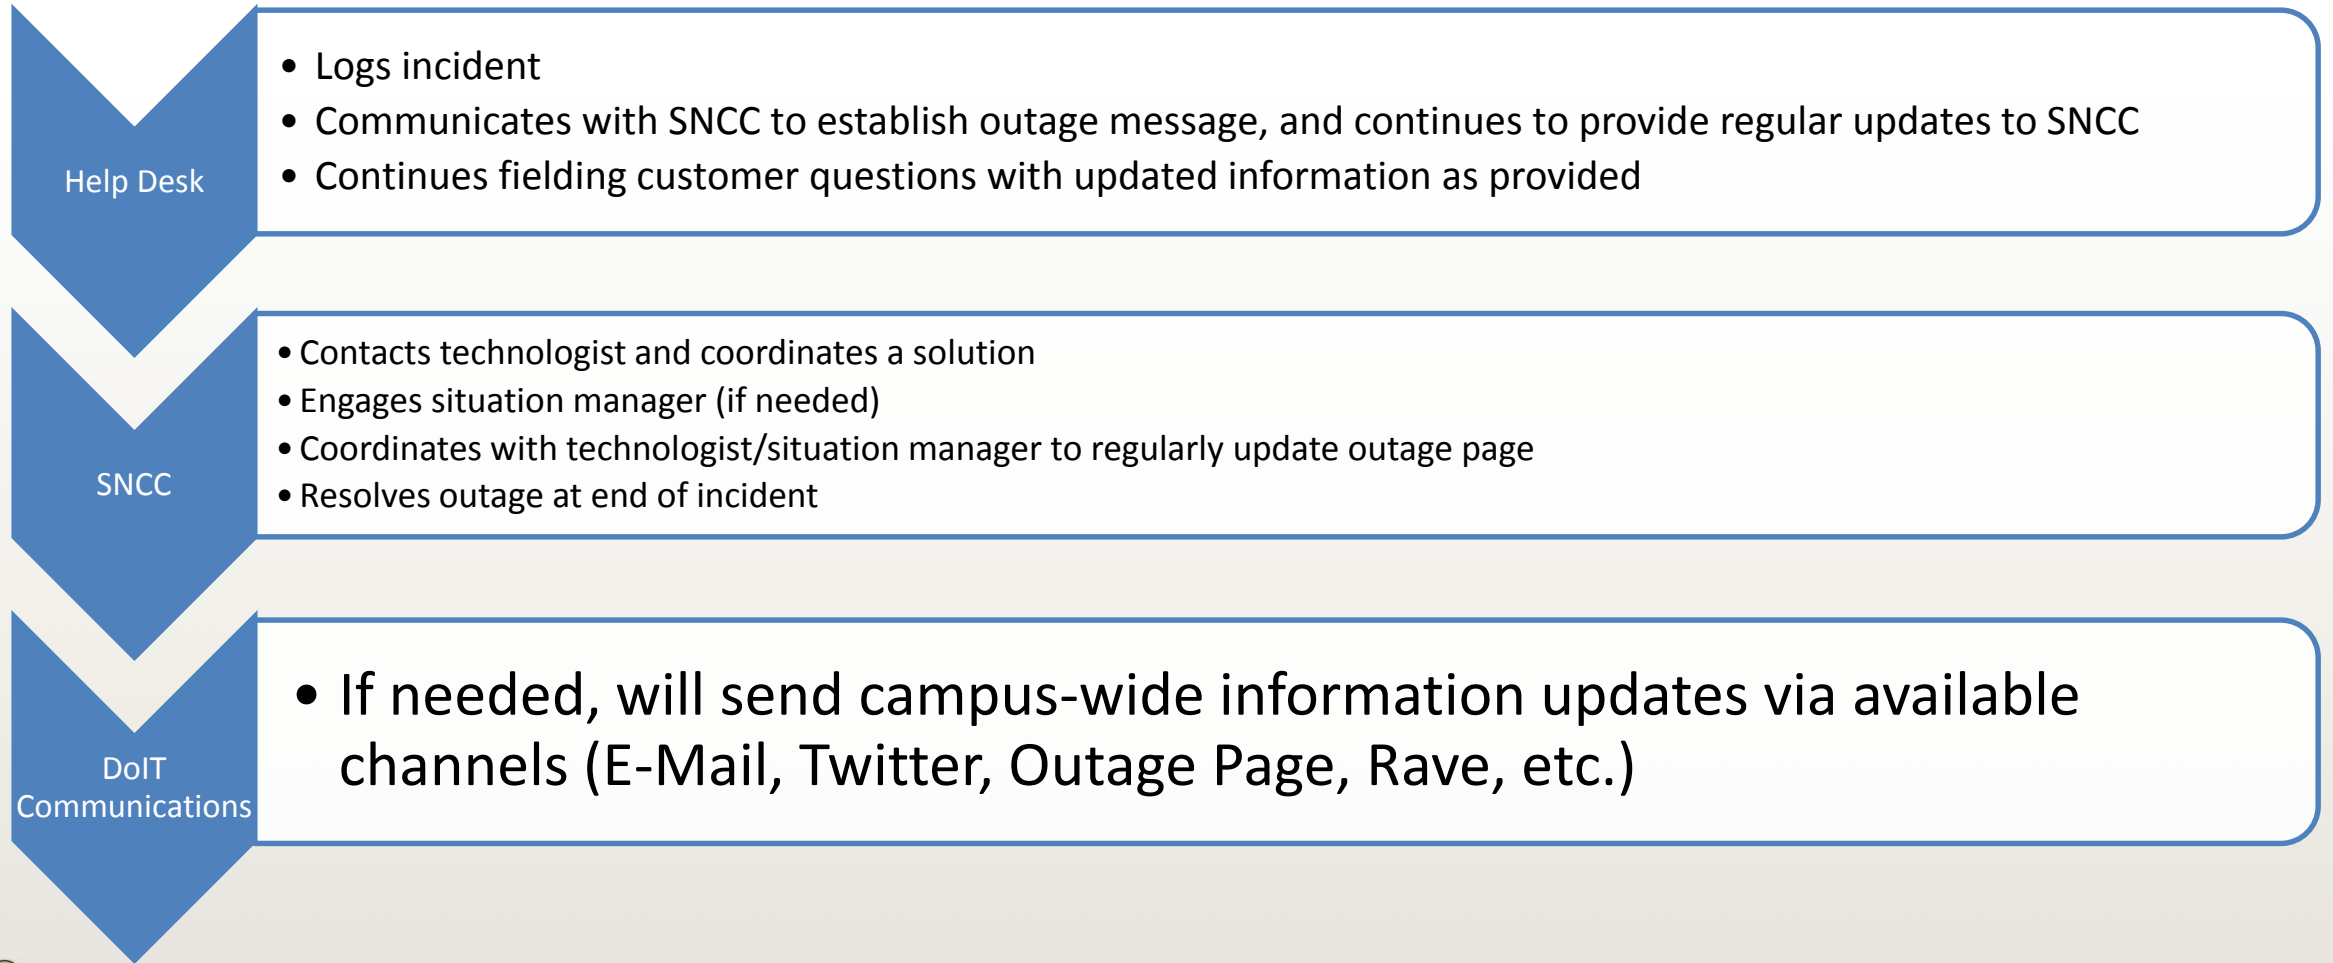 Help Desk
• Logs incident
• Communicates with SNCC to establish outage message, and continues to provide regular updates to SNCC
• Continues fielding customer questions with updated information as provided
SNCC
• Contacts technologist and coordinates a solution
• Engages situation manager (if needed)
• Coordinates with technologist/situation manager to regularly update outage page
• Resolves outage at end of incident
DoIT
Communications
• If needed, will send campus-wide information updates via available
channels (E-Mail, Twitter, Outage Page, Rave, etc.)